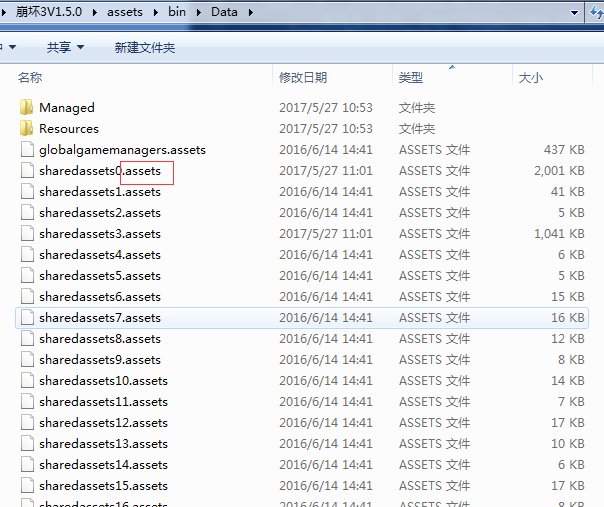 崩坏3V1.5.0 assets bin Data
共享 新建文件夹
名称 修改日期 类型 大小
Managed 2017/5/27 10:53 文件夹
Resources 2017/5/27 10:53 文件夹
globalgamemanagers.assets 2016/6/14 14:41 ASSETS 文件 437 KB
sharedassets0.assets 2017/5/27 11:01 ASSETS 文件 2,001 KB
sharedassets1.assets 2016/6/14 14:41 ASSETS 文件 41 KB
sharedassets2.assets 2016/6/14 14:41 ASSETS 文件 5 KB
sharedassets3.assets 2017/5/27 11:01 ASSETS 文件 1,041 KB
sharedassets4.assets 2016/6/14 14:41 ASSETS 文件 6 KB
sharedassets5.assets 2016/6/14 14:41 ASSETS 文件 5 KB
sharedassets6.assets 2016/6/14 14:41 ASSETS 文件 15 KB
sharedassets7.assets 2016/6/14 14:41 ASSETS 文件 16 KB
sharedassets8.assets 2016/6/14 14:41 ASSETS 文件 12 KB
sharedassets9.assets 2016/6/14 14:41 ASSETS 文件 8 KB
sharedassets10.assets 2016/6/14 14:41 ASSETS 文件 14 KB
sharedassets11.assets 2016/6/14 14:41 ASSETS 文件 7 KB
sharedassets12.assets 2016/6/14 14:41 ASSETS 文件 17 KB
sharedassets13.assets 2016/6/14 14:41 ASSETS 文件 10 KB
sharedassets14.assets 2016/6/14 14:41 ASSETS 文件 6 KB
sharedassets15.assets 2016/6/14 14:41 ASSETS 文件 17 KB
sharedassets16.assets 2016/6/14 14:41 ASSETS 文件 8 KB